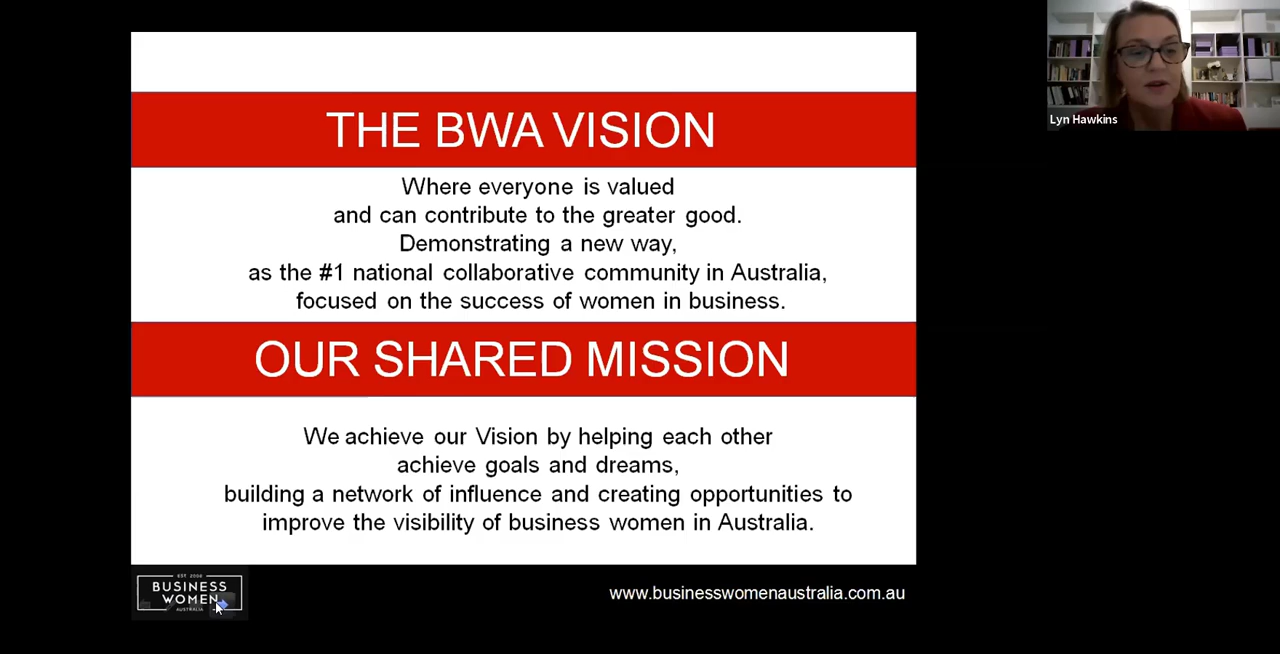 Lyn Hawkins
THE BWA VISION
Where everyone is valued
and can contribute to the greater good.
Demonstrating a new way,
as the #1 national collaborative community in Australia,
focused on the success of women in business.
OUR SHARED MISSION
We achieve our Vision by helping each other
achieve goals and dreams,
building a network of influence and creating opportunities to
improve the visibility of business women in Australia.
EST 2000
BUSINESS
WOMEN
AUSTRALIA
www.businesswomenaustralia.com.au